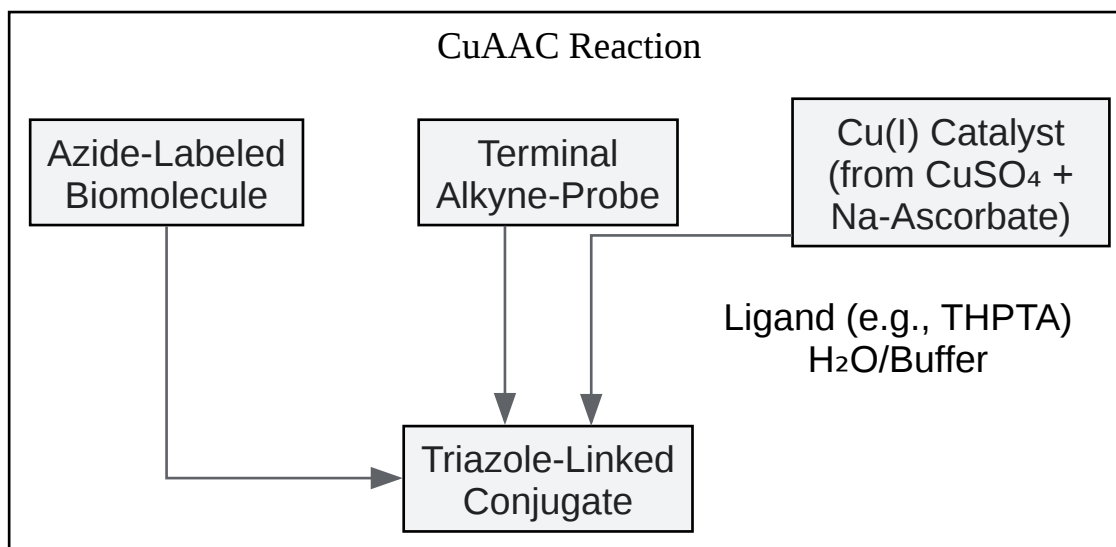 CuAAC Reaction
Azide-Labeled
Biomolecule
Terminal
Alkyne-Probe
Cu(I) Catalyst
(from CuSO₄ +
Na-Ascorbate)
Ligand (e.g., THPTA)
H₂O/Buffer
Triazole-Linked
Conjugate